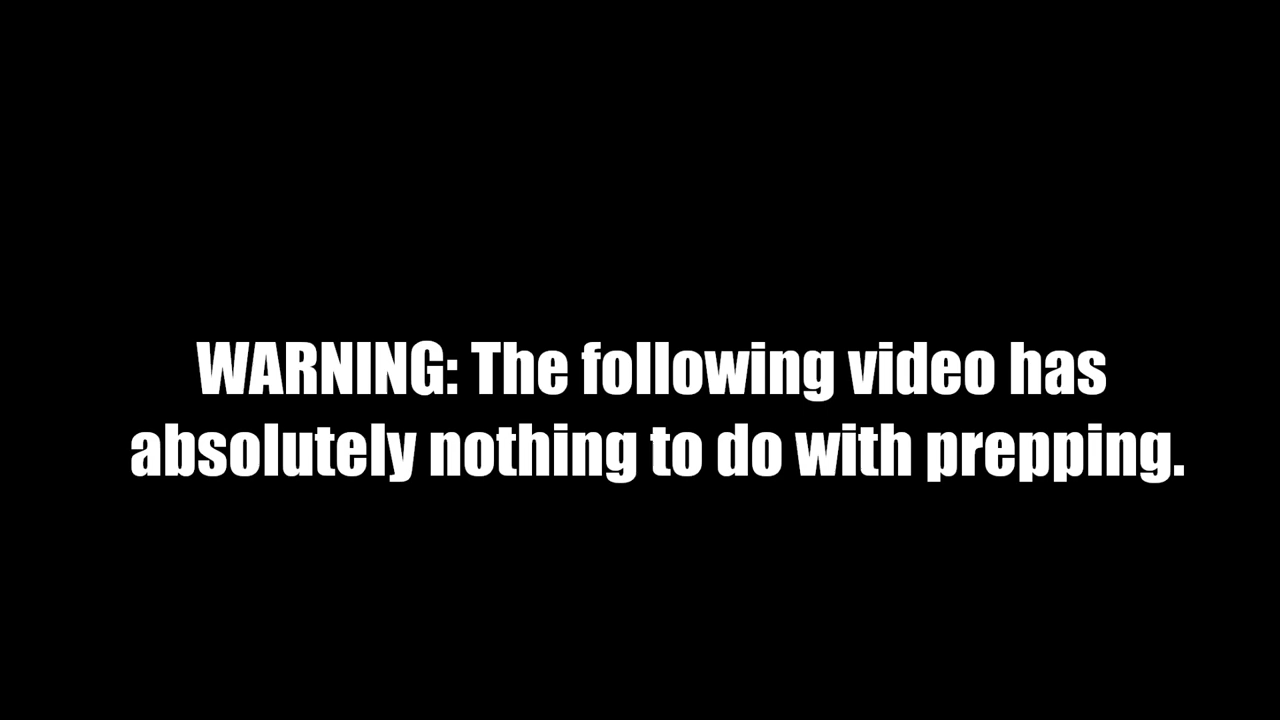 WARNING: The following video has
absolutely nothing to do with prepping.